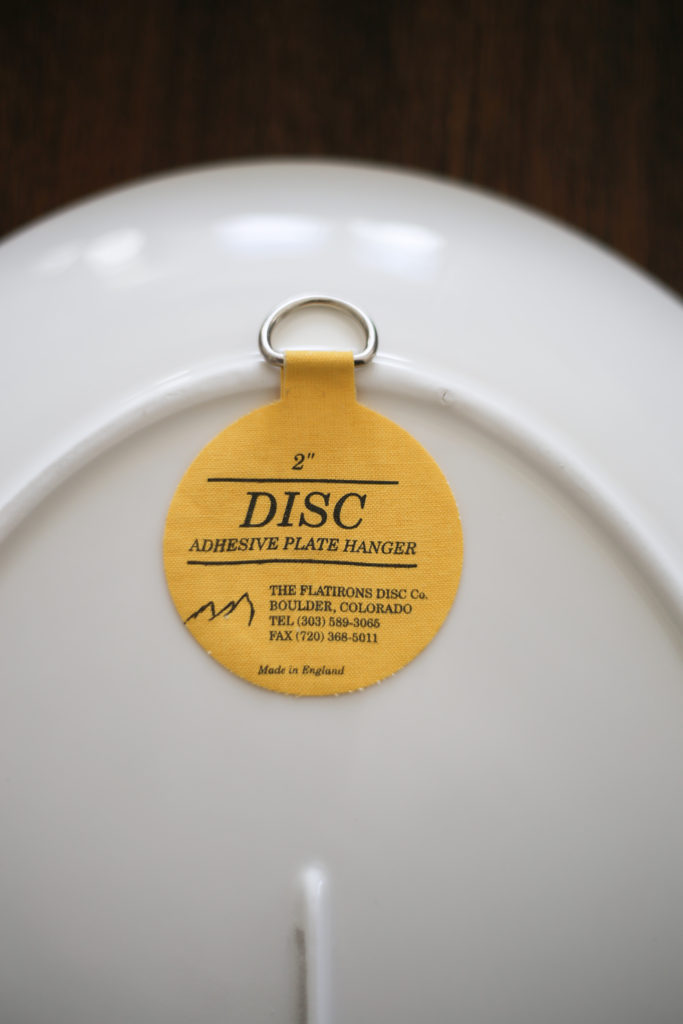 2"
DISC
ADHESIVE PLATE HANGER
THE FLATIRONS DISC Co.
BOULDER, COLORADO
TEL (303) 589-3065
FAX (720) 368-5011
Made in England